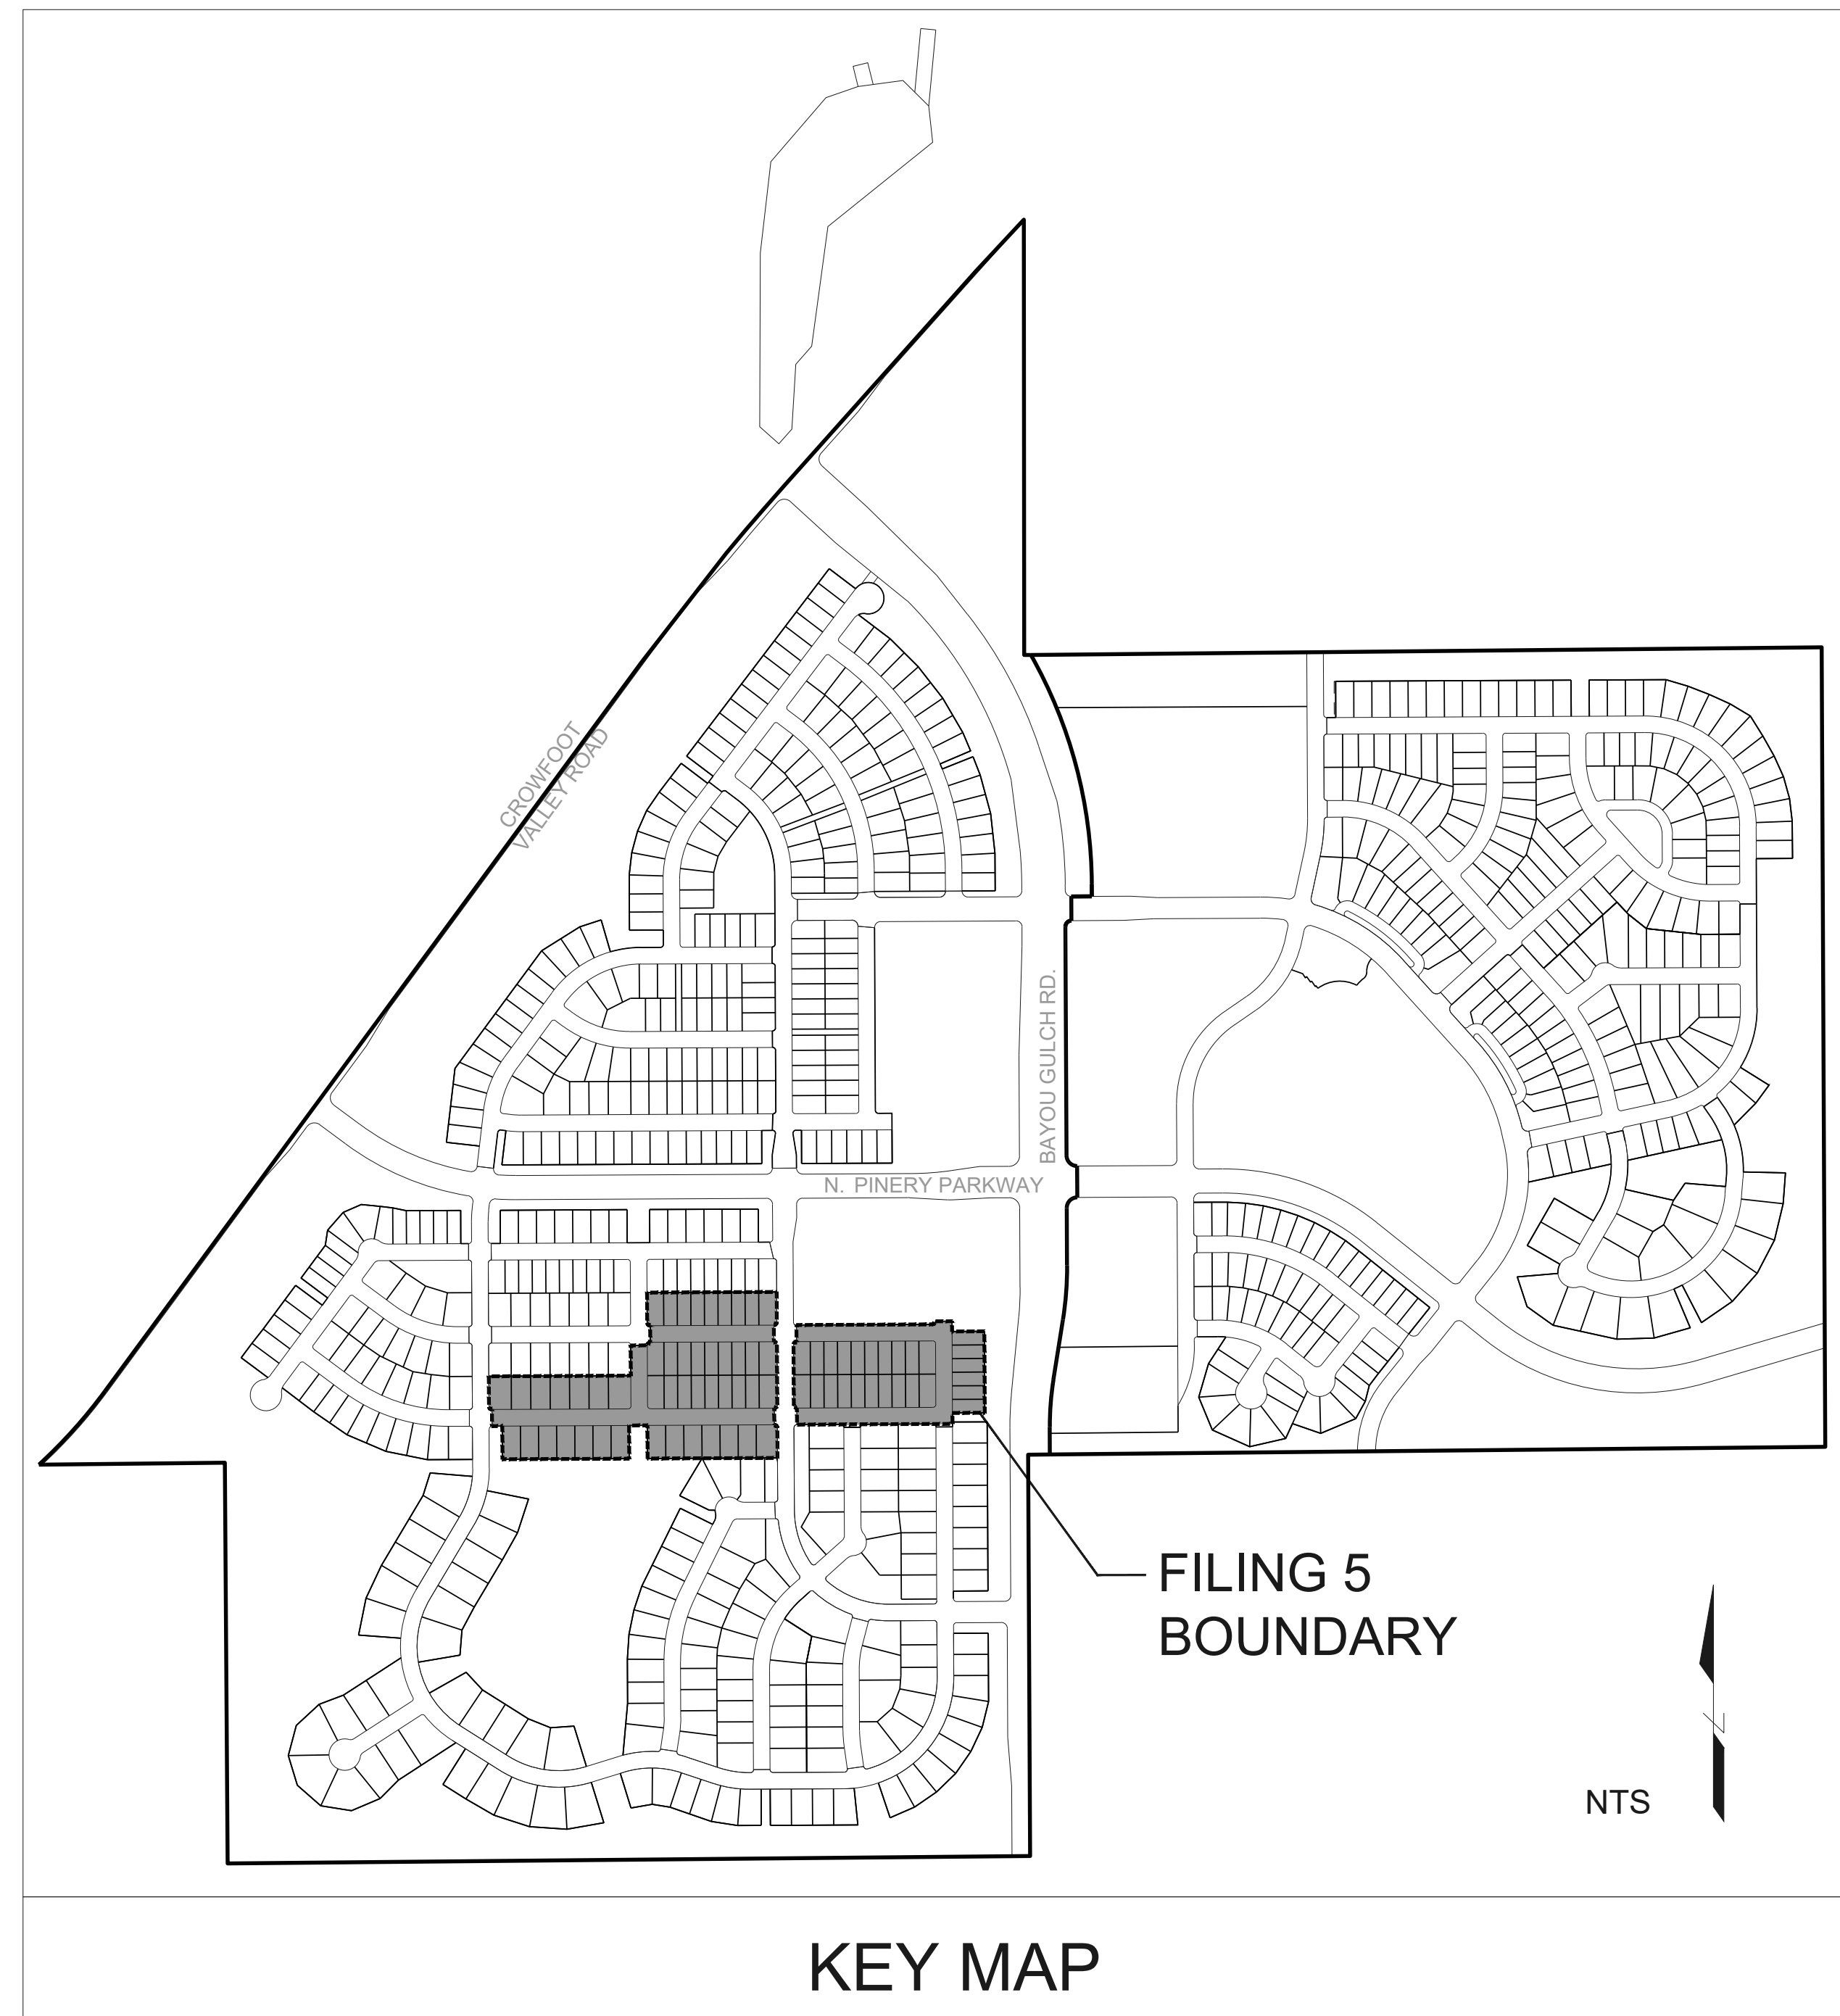 CROWFOOT
VALLEY ROAD
BAYOU GULCH RD.
N. PINERY PARKWAY
FILING 5
BOUNDARY
NTS
KEY MAP